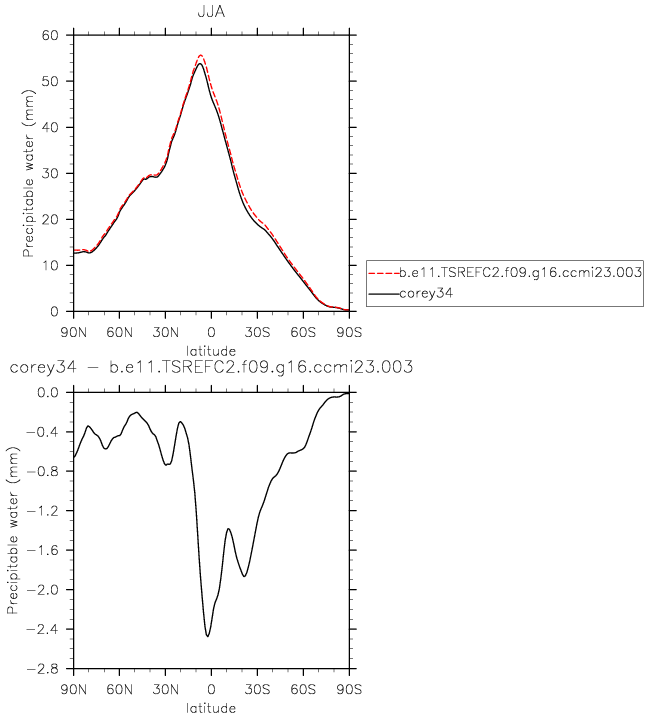 JJA
60
50
40
30
20
10
0
Precipitable water (mm)
90N 60N 30N 0 30S 60S 90S
latitude
b.e11.TSREFC2.f09.g16.ccmi23.003
corey34
corey34 − b.e11.TSREFC2.f09.g16.ccmi23.003
0.0
−0.4
−0.8
−1.2
−1.6
−2.0
−2.4
−2.8
Precipitable water (mm)
90N 60N 30N 0 30S 60S 90S
latitude